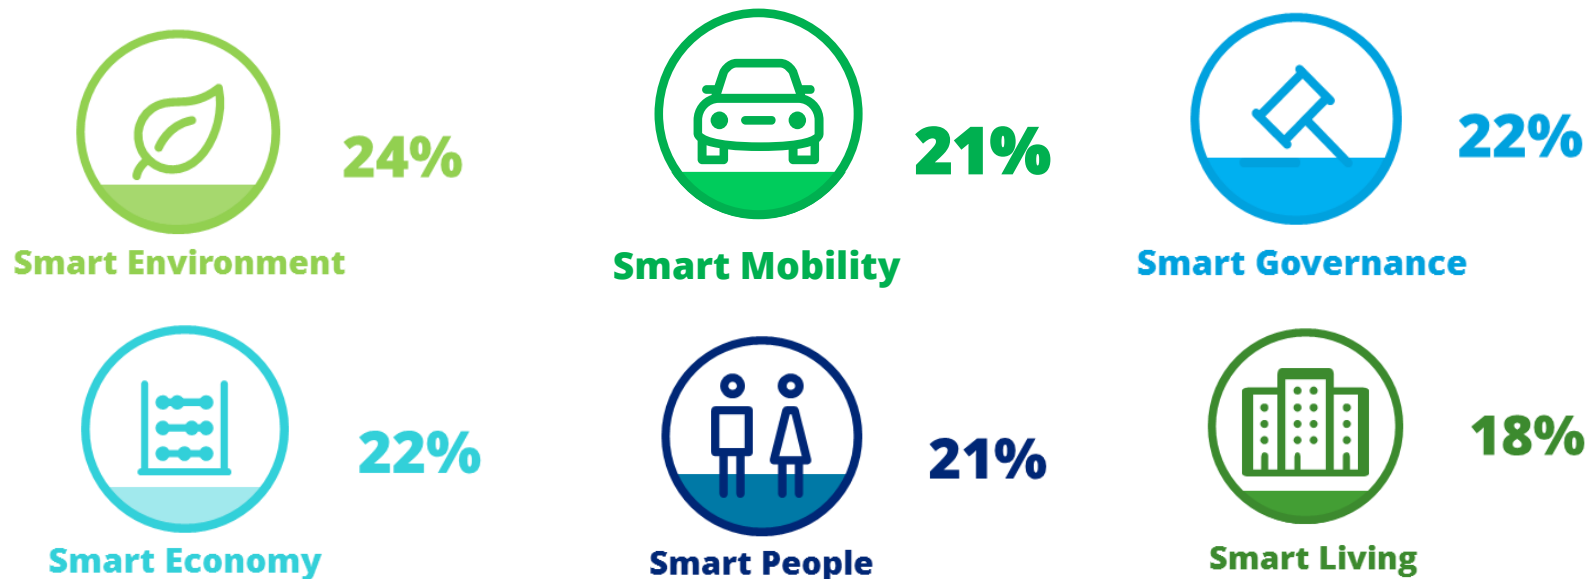 24%
Smart Environment
21%
Smart Mobility
22%
Smart Governance
22%
Smart Economy
21%
Smart People
18%
Smart Living